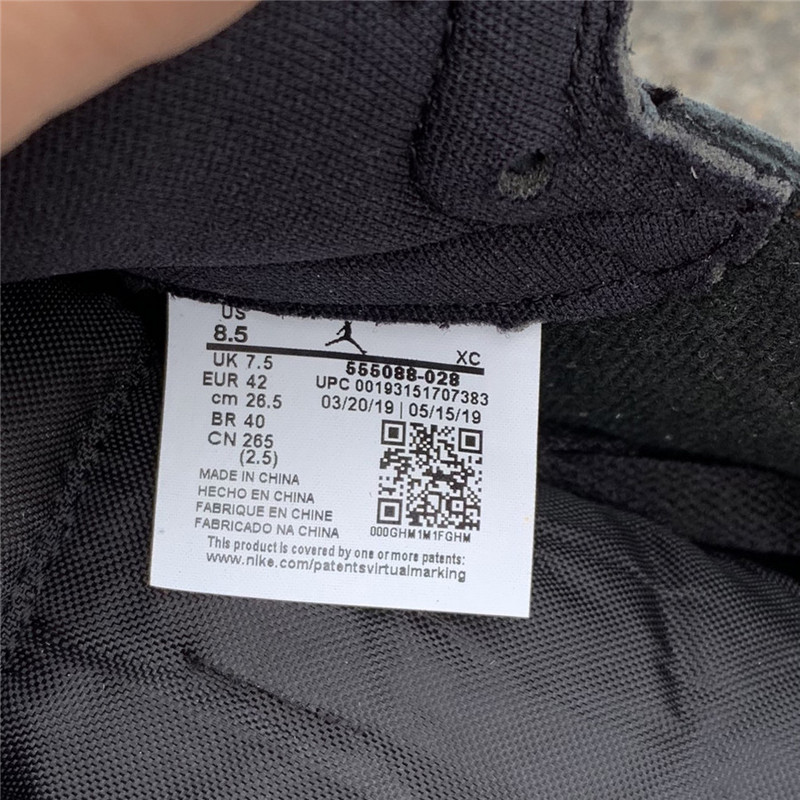 US
8.5
XC
UK 7.5
555088-028
EUR 42
UPC 00193151707383
cm 26.5
03/20/19 | 05/15/19
BR 40
CN 265
(2.5)
MADE IN CHINA
HECHO EN CHINA
FABRIQUE EN CHINE
FABRICADO NA CHINA
000GHM1M1FGHM
This product is covered by one or more patents:
www.nike.com/patentsvirtualmarking